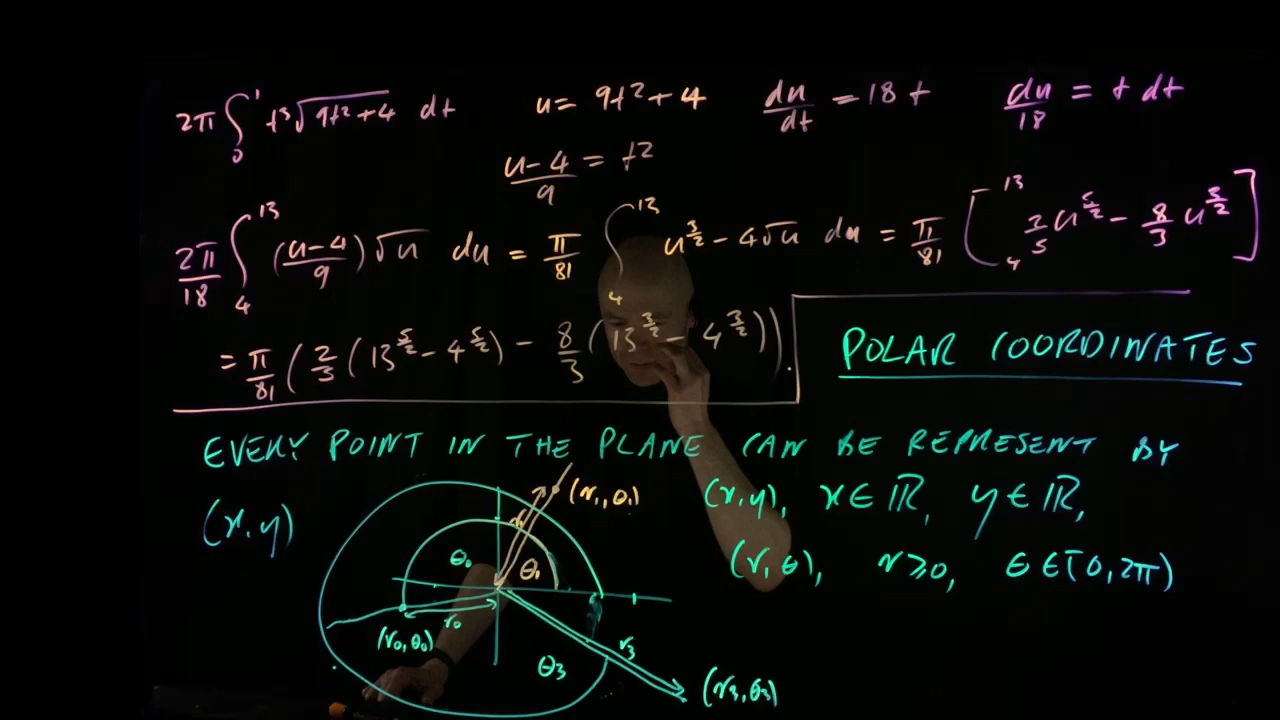 2π ∫₀¹ t³√(9t²+4) dt    u = 9t²+4    du/dt = 18t    du/18 = t dt
(u-4)/9 = t²
2π/18 ∫₄¹³ ((u-4)/9)√u du = π/81 ∫₄¹³ u^(3/2) - 4√u du = π/81 [₄¹³ 2/5 u^(5/2) - 8/3 u^(3/2)]
= π/81 (2/3 (13^(5/2) - 4^(5/2)) - 8/3 (13^(3/2) - 4^(3/2))).
POLAR COORDINATES
EVERY POINT IN THE PLANE CAN BE REPRESENT BY
(x,y)    (x,y), x∈ℝ, y∈ℝ,
(r,θ), r≥0, θ∈[0,2π)
(r₁,θ₁)
r₁
θ₀
θ₁
r₀
(r₀,θ₀)
r₃
θ₃
(r₃,θ₃)